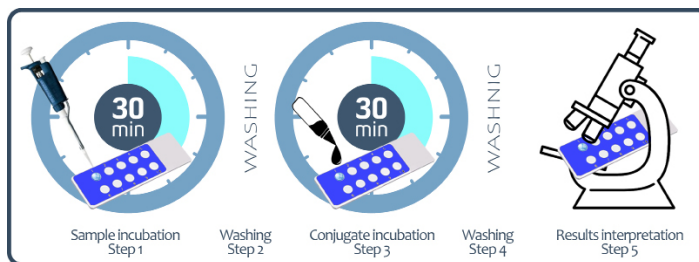 30
min
WASHING
30
min
WASHNIG
Sample incubation
Step 1
Washing
Step 2
Conjugate incubation
Step 3
Washing
Step 4
Results interpretation
Step 5